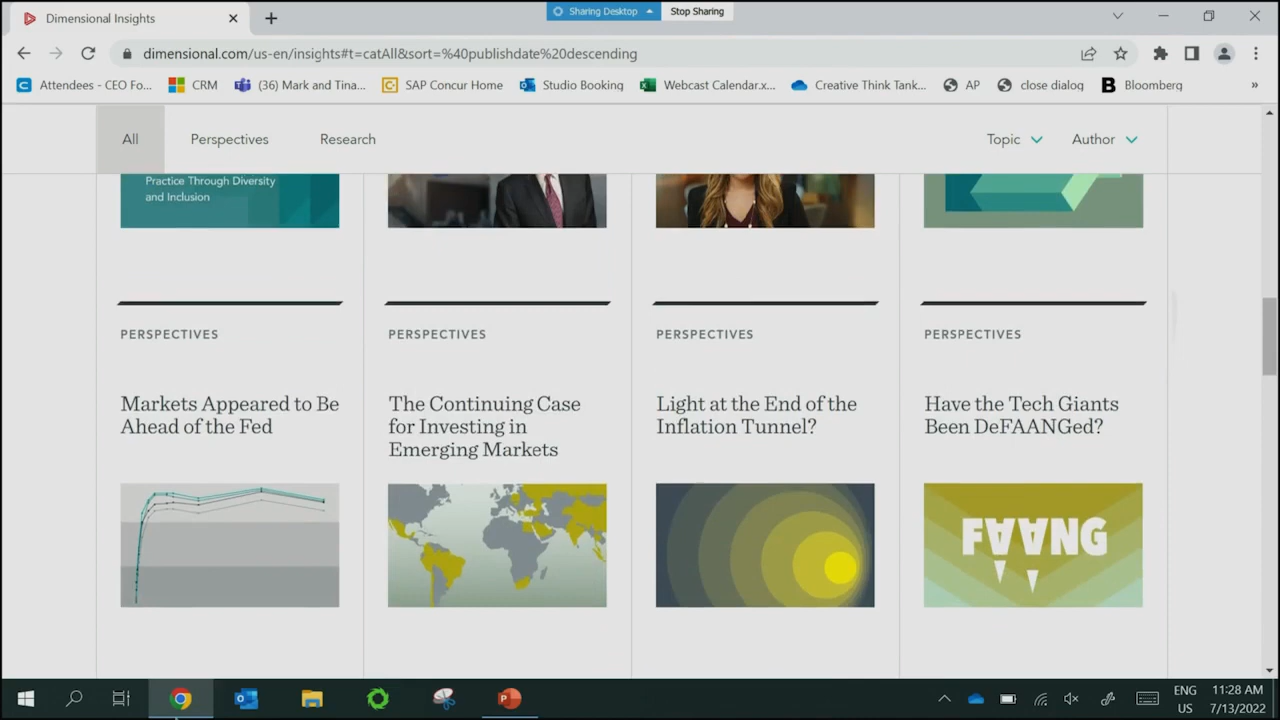 Dimensional Insights
Sharing Desktop
Stop Sharing
dimensional.com/us-en/insights#t=catAll&sort=%40publishdate%20descending
Attendees - CEO Fo...
CRM
(36) Mark and Tina...
SAP Concur Home
Studio Booking
Webcast Calendar.x...
Creative Think Tank...
AP
close dialog
B Bloomberg
»
All
Perspectives
Research
Topic
Author
Practice Through Diversity
and Inclusion
PERSPECTIVES
Markets Appeared to Be
Ahead of the Fed
PERSPECTIVES
The Continuing Case
for Investing in
Emerging Markets
PERSPECTIVES
Light at the End of the
Inflation Tunnel?
PERSPECTIVES
Have the Tech Giants
Been DeFAANGed?
FAANG
ENG
US
11:28 AM
7/13/2022